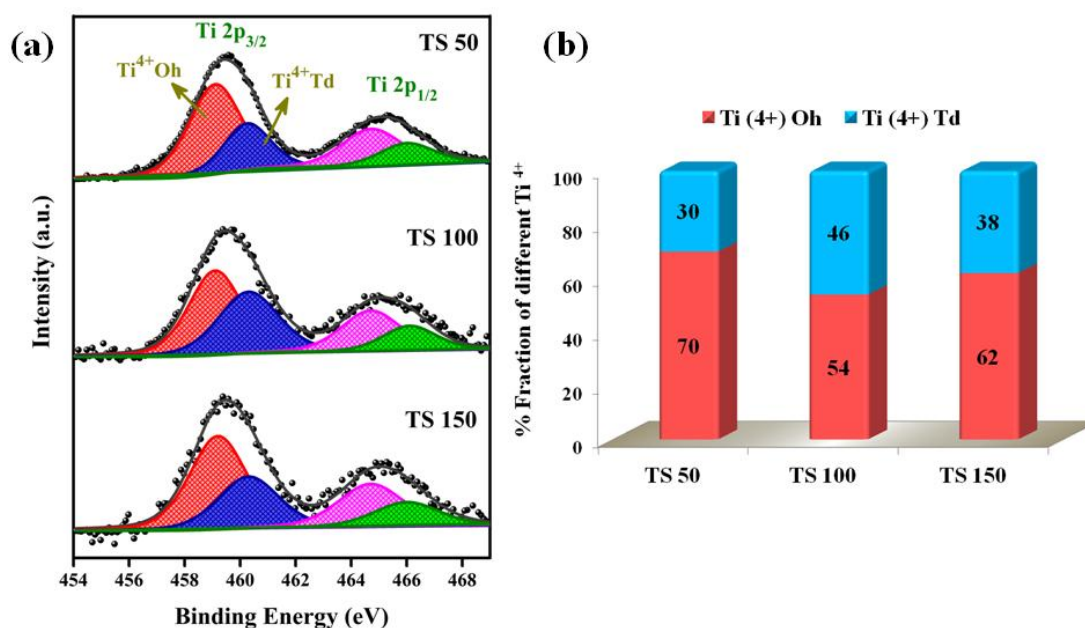 (a)
Ti 2p3/2
TS 50
Ti4+Oh
Ti4+Td
Ti 2p1/2
TS 100
TS 150
Intensity (a.u.)
454 456 458 460 462 464 466 468
Binding Energy (eV)
(b)
Ti (4+) Oh Ti (4+) Td
% Fraction of different Ti 4+
100
80
60
40
20
0
30 46 38
70 54 62
TS 50 TS 100 TS 150